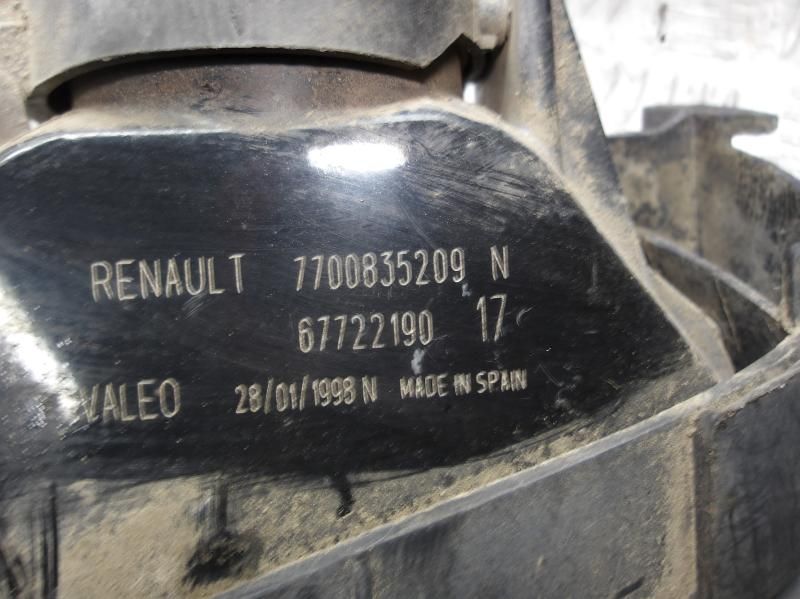 RENAULT 7700835209 N
67722190 17
VALEO 28/01/1998 N MADE IN SPAIN